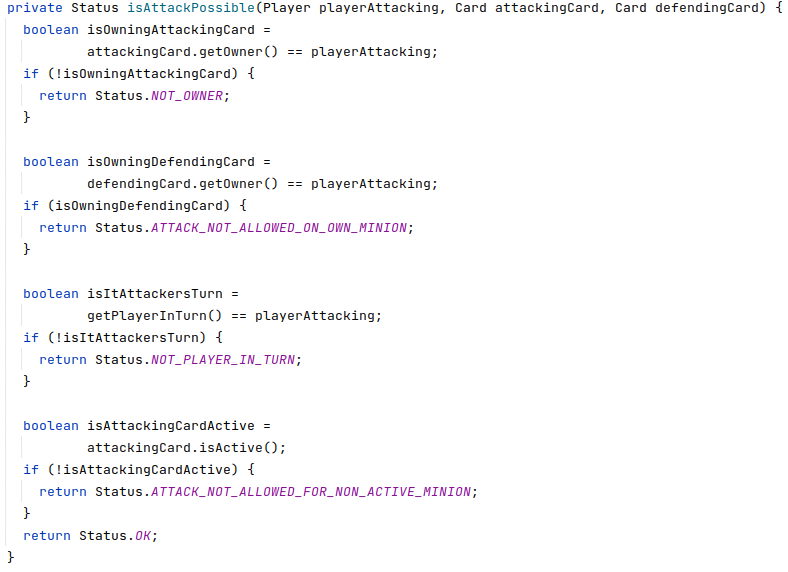 private Status isAttackPossible(Player playerAttacking, Card attackingCard, Card defendingCard) {
  boolean isOwningAttackingCard =
          attackingCard.getOwner() == playerAttacking;
  if (!isOwningAttackingCard) {
    return Status.NOT_OWNER;
  }

  boolean isOwningDefendingCard =
          defendingCard.getOwner() == playerAttacking;
  if (isOwningDefendingCard) {
    return Status.ATTACK_NOT_ALLOWED_ON_OWN_MINION;
  }

  boolean isItAttackersTurn =
          getPlayerInTurn() == playerAttacking;
  if (!isItAttackersTurn) {
    return Status.NOT_PLAYER_IN_TURN;
  }

  boolean isAttackingCardActive =
          attackingCard.isActive();
  if (!isAttackingCardActive) {
    return Status.ATTACK_NOT_ALLOWED_FOR_NON_ACTIVE_MINION;
  }
  return Status.OK;
}